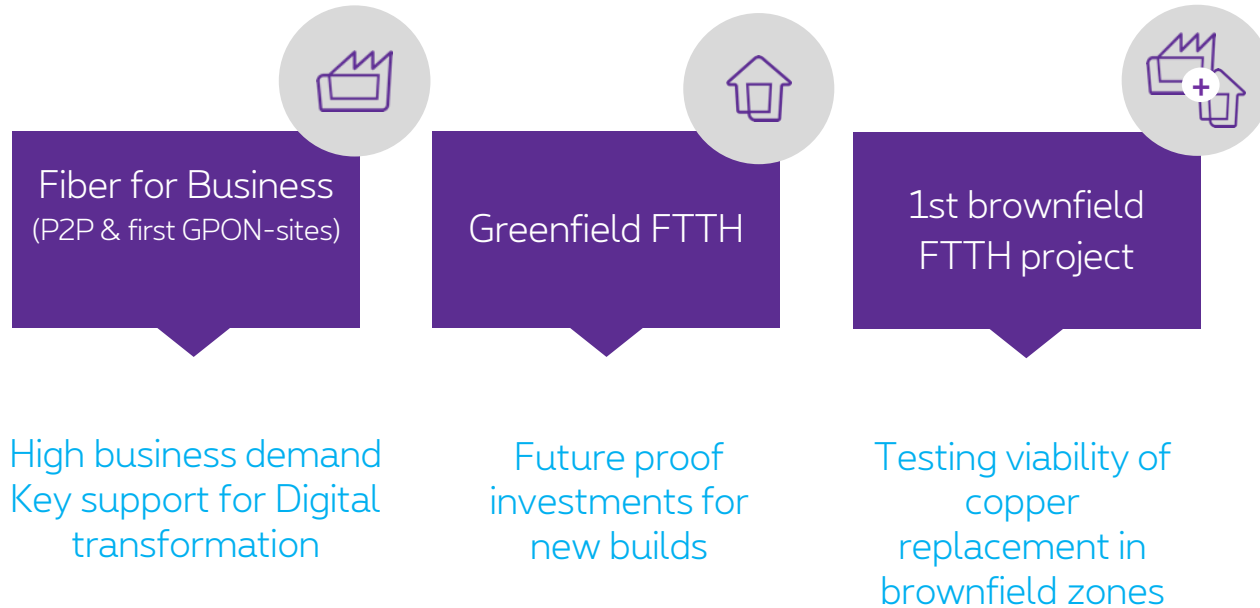 Fiber for Business
(P2P & first GPON-sites)
Greenfield FTTH
1st brownfield
FTTH project
+
High business demand
Key support for Digital
transformation
Future proof
investments for
new builds
Testing viability of
copper
replacement in
brownfield zones